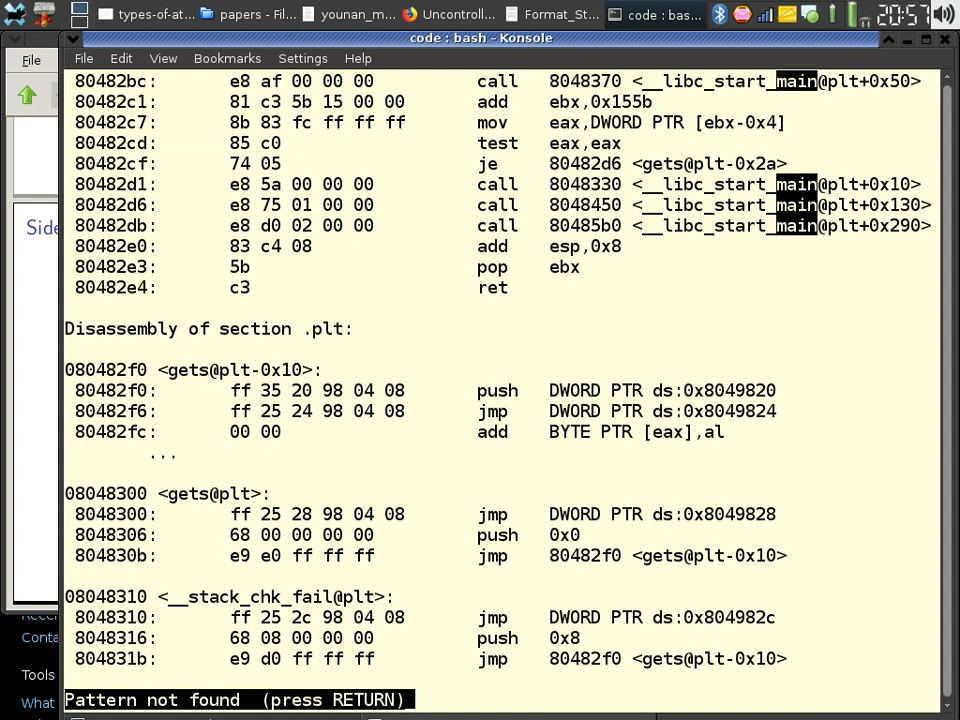 types-of-at... papers - Fil... younan_m... Uncontroll... Format_St... code : bas... 20:57
code : bash - Konsole
File
File Edit View Bookmarks Settings Help
80482bc: e8 af 00 00 00 call 8048370 <__libc_start_main@plt+0x50>
80482c1: 81 c3 5b 15 00 00 add ebx,0x155b
80482c7: 8b 83 fc ff ff ff mov eax,DWORD PTR [ebx-0x4]
80482cd: 85 c0 test eax,eax
80482cf: 74 05 je 80482d6 <gets@plt-0x2a>
80482d1: e8 5a 00 00 00 call 8048330 <__libc_start_main@plt+0x10>
80482d6: e8 75 01 00 00 call 8048450 <__libc_start_main@plt+0x130>
80482db: e8 d0 02 00 00 call 80485b0 <__libc_start_main@plt+0x290>
80482e0: 83 c4 08 add esp,0x8
80482e3: 5b pop ebx
80482e4: c3 ret
Side
Disassembly of section .plt:
080482f0 <gets@plt-0x10>:
80482f0: ff 35 20 98 04 08 push DWORD PTR ds:0x8049820
80482f6: ff 25 24 98 04 08 jmp DWORD PTR ds:0x8049824
80482fc: 00 00 add BYTE PTR [eax],al
...
08048300 <gets@plt>:
8048300: ff 25 28 98 04 08 jmp DWORD PTR ds:0x8049828
8048306: 68 00 00 00 00 push 0x0
804830b: e9 e0 ff ff ff jmp 80482f0 <gets@plt-0x10>
08048310 <__stack_chk_fail@plt>:
8048310: ff 25 2c 98 04 08 jmp DWORD PTR ds:0x804982c
8048316: 68 08 00 00 00 push 0x8
804831b: e9 d0 ff ff ff jmp 80482f0 <gets@plt-0x10>
Pattern not found (press RETURN)
Conta
Tools
What